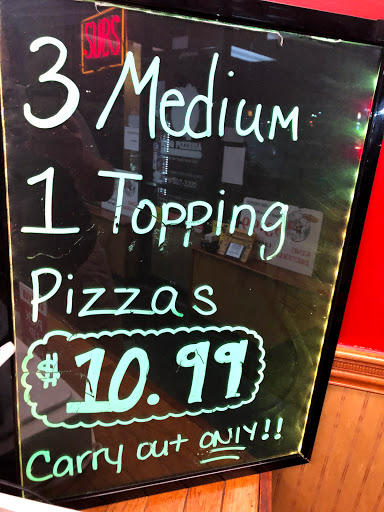 SUBS
3 Medium
1 Topping
Pizzas
$10.99
Carry out ONLY!!